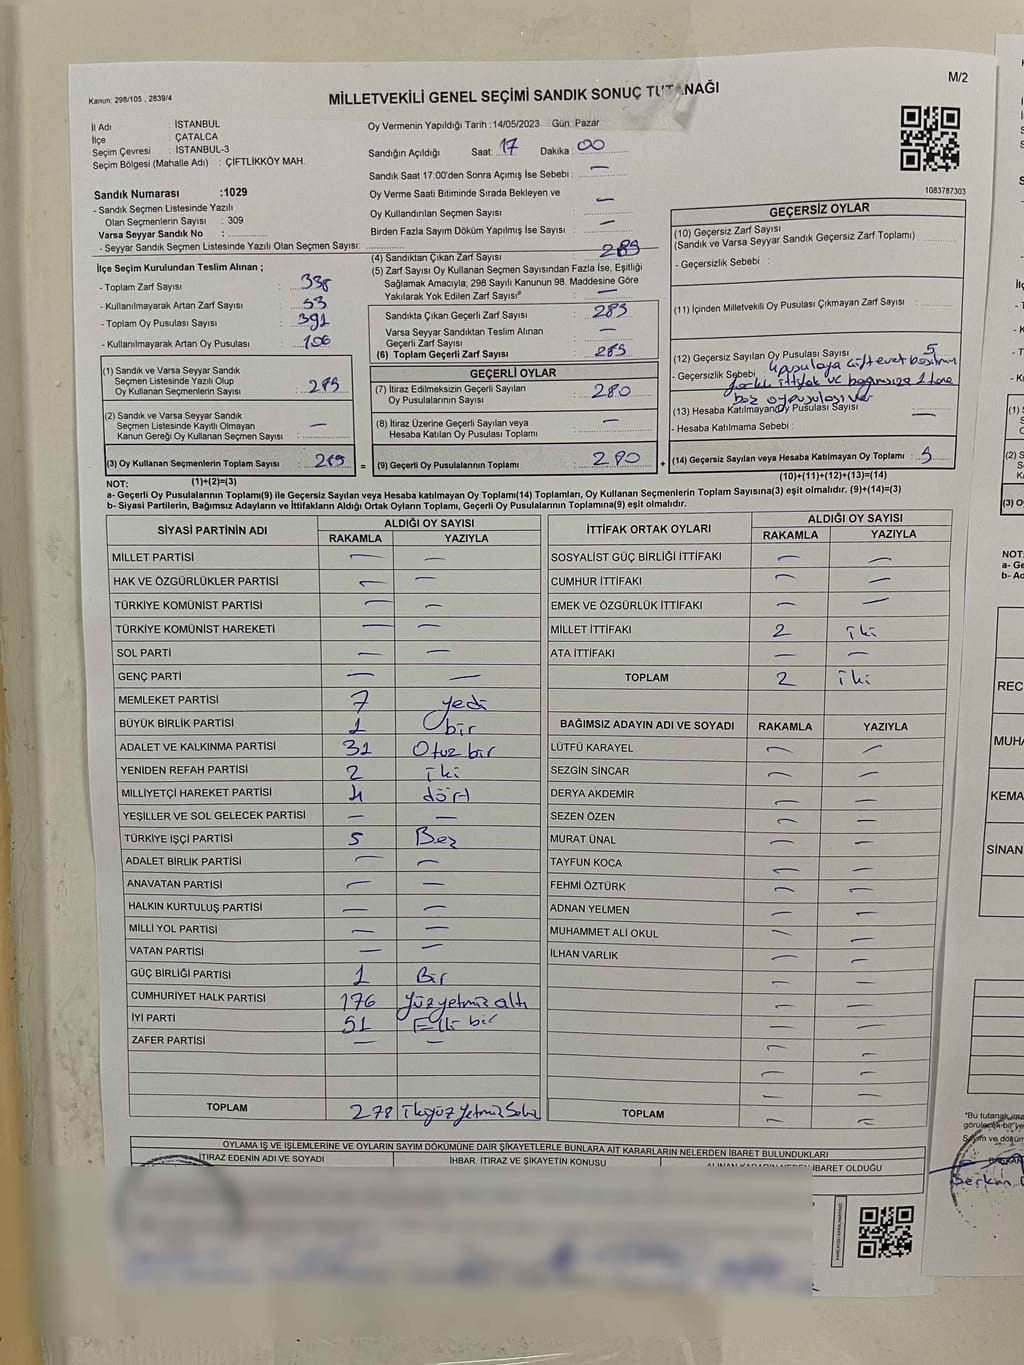 M/2
Kanun: 298/105 , 2839/4
MİLLETVEKİLİ GENEL SEÇİMİ SANDIK SONUÇ TUTANAĞI
İl Adı : İSTANBUL
İlçe : ÇATALCA
Seçim Çevresi : İSTANBUL-3
Seçim Bölgesi (Mahalle Adı) : ÇİFTLİKKÖY MAH.
Sandık Numarası :1029
- Sandık Seçmen Listesinde Yazılı
Olan Seçmenlerin Sayısı : 309
Varsa Seyyar Sandık No :
- Seyyar Sandık Seçmen Listesinde Yazılı Olan Seçmen Sayısı:
Oy Vermenin Yapıldığı Tarih :14/05/2023 Gün: Pazar
Sandığın Açıldığı Saat: 17 Dakika : 00
Sandık Saat 17:00'den Sonra Açımış İse Sebebi : —
Oy Verme Saati Bitiminde Sırada Bekleyen ve
Oy Kullandırılan Seçmen Sayısı —
Birden Fazla Sayım Döküm Yapılmış İse Sayısı : —
1083787303
İlçe Seçim Kurulundan Teslim Alınan ;
- Toplam Zarf Sayısı : 338
- Kullanılmayarak Artan Zarf Sayısı : 53
- Toplam Oy Pusulası Sayısı : 391
- Kullanılmayarak Artan Oy Pusulası : 106
(4) Sandıktan Çıkan Zarf Sayısı : 285
(5) Zarf Sayısı Oy Kullanan Seçmen Sayısından Fazla İse, Eşitliği
Sağlamak Amacıyla, 298 Sayılı Kanunun 98. Maddesine Göre
Yakılarak Yok Edilen Zarf Sayısı* : —
Sandıkta Çıkan Geçerli Zarf Sayısı : 285
Varsa Seyyar Sandıktan Teslim Alınan
Geçerli Zarf Sayısı : —
(6) Toplam Geçerli Zarf Sayısı : 285
GEÇERSİZ OYLAR
(10) Geçersiz Zarf Sayısı
(Sandık ve Varsa Seyyar Sandık Geçersiz Zarf Toplamı) :
- Geçersizlik Sebebi :
(11) İçinden Milletvekili Oy Pusulası Çıkmayan Zarf Sayısı :
(12) Geçersiz Sayılan Oy Pusulası Sayısı : 5
- Geçersizlik Sebebi : 4 pusulaya çift evet basılmış
farklı ittifak ve bağımsıza 1 tane
boş oy pusulası var
(13) Hesaba Katılmayan Oy Pusulası Sayısı : —
- Hesaba Katılmama Sebebi :
(14) Geçersiz Sayılan veya Hesaba Katılmayan Oy Toplamı : 5
(10)+(11)+(12)+(13)=(14)
(1) Sandık ve Varsa Seyyar Sandık
Seçmen Listesinde Yazılı Olup
Oy Kullanan Seçmenlerin Sayısı : 285
(2) Sandık ve Varsa Seyyar Sandık
Seçmen Listesinde Kayıtlı Olmayan
Kanun Gereği Oy Kullanan Seçmen Sayısı : —
(3) Oy Kullanan Seçmenlerin Toplam Sayısı : 285 =
(1)+(2)=(3)
GEÇERLİ OYLAR
(7) İtiraz Edilmeksizin Geçerli Sayılan
Oy Pusulalarının Sayısı : 280
(8) İtiraz Üzerine Geçerli Sayılan veya
Hesaba Katılan Oy Pusulası Toplamı : —
(9) Geçerli Oy Pusulalarının Toplamı : 280 +
NOT:
a- Geçerli Oy Pusulalarının Toplamı(9) ile Geçersiz Sayılan veya Hesaba katılmayan Oy Toplamı(14) Toplamları, Oy Kullanan Seçmenlerin Toplam Sayısına(3) eşit olmalıdır. (9)+(14)=(3)
b- Siyasi Partilerin, Bağımsız Adayların ve İttifakların Aldığı Ortak Oyların Toplamı, Geçerli Oy Pusulalarının Toplamına(9) eşit olmalıdır.
SİYASİ PARTİNİN ADI ALDIĞI OY SAYISI
RAKAMLA YAZIYLA
MİLLET PARTİSİ — —
HAK VE ÖZGÜRLÜKLER PARTİSİ — —
TÜRKİYE KOMÜNİST PARTİSİ — —
TÜRKİYE KOMÜNİST HAREKETİ — —
SOL PARTİ — —
GENÇ PARTİ — —
MEMLEKET PARTİSİ 7 yedi
BÜYÜK BİRLİK PARTİSİ 1 bir
ADALET VE KALKINMA PARTİSİ 31 Otuz bir
YENİDEN REFAH PARTİSİ 2 iki
MİLLİYETÇİ HAREKET PARTİSİ 4 dört
YEŞİLLER VE SOL GELECEK PARTİSİ — —
TÜRKİYE İŞÇİ PARTİSİ 5 Beş
ADALET BİRLİK PARTİSİ — —
ANAVATAN PARTİSİ — —
HALKIN KURTULUŞ PARTİSİ — —
MİLLİ YOL PARTİSİ — —
VATAN PARTİSİ — —
GÜÇ BİRLİĞİ PARTİSİ 1 Bir
CUMHURİYET HALK PARTİSİ 176 Yüz yetmiş altı
İYİ PARTİ 51 Elli bir
ZAFER PARTİSİ — —
TOPLAM 278 İkiyüz Yetmiş Sekiz
İTTİFAK ORTAK OYLARI ALDIĞI OY SAYISI
RAKAMLA YAZIYLA
SOSYALİST GÜÇ BİRLİĞİ İTTİFAKI — —
CUMHUR İTTİFAKI — —
EMEK VE ÖZGÜRLÜK İTTİFAKI — —
MİLLET İTTİFAKI 2 iki
ATA İTTİFAKI — —
TOPLAM 2 iki
BAĞIMSIZ ADAYIN ADI VE SOYADI RAKAMLA YAZIYLA
LÜTFÜ KARAYEL — —
SEZGİN SİNCAR — —
DERYA AKDEMİR — —
SEZEN ÖZEN — —
MURAT ÜNAL — —
TAYFUN KOCA — —
FEHMİ ÖZTÜRK — —
ADNAN YELMEN — —
MUHAMMET ALİ OKUL — —
İLHAN VARLIK — —
TOPLAM — —
OYLAMA İŞ VE İŞLEMLERİNE VE OYLARIN SAYIM DÖKÜMÜNE DAİR ŞİKAYETLERLE BUNLARA AİT KARARLARIN NELERDEN İBARET BULUNDUKLARI
İTİRAZ EDENİN ADI VE SOYADI İHBAR, İTİRAZ VE ŞİKAYETİN KONUSU ALINAN KARARIN NEDEN İBARET OLDUĞU
NOT:
a- Ge
b- Ad
REC
MUHA
KEMA
SİNAN
*Bu tutanak imz
görülecek bir ye
Sayım ve döküm